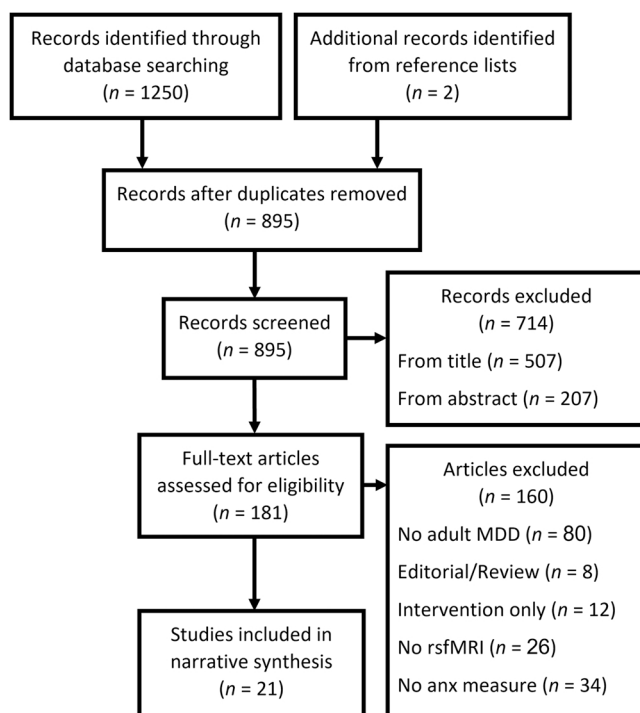 Records identified through
database searching
(n = 1250)
Additional records identified
from reference lists
(n = 2)
Records after duplicates removed
(n = 895)
Records screened
(n = 895)
Records excluded
(n = 714)
From title (n = 507)
From abstract (n = 207)
Full-text articles
assessed for eligibility
(n = 181)
Articles excluded
(n = 160)
No adult MDD (n = 80)
Editorial/Review (n = 8)
Intervention only (n = 12)
No rsfMRI (n = 26)
No anx measure (n = 34)
Studies included in
narrative synthesis
(n = 21)